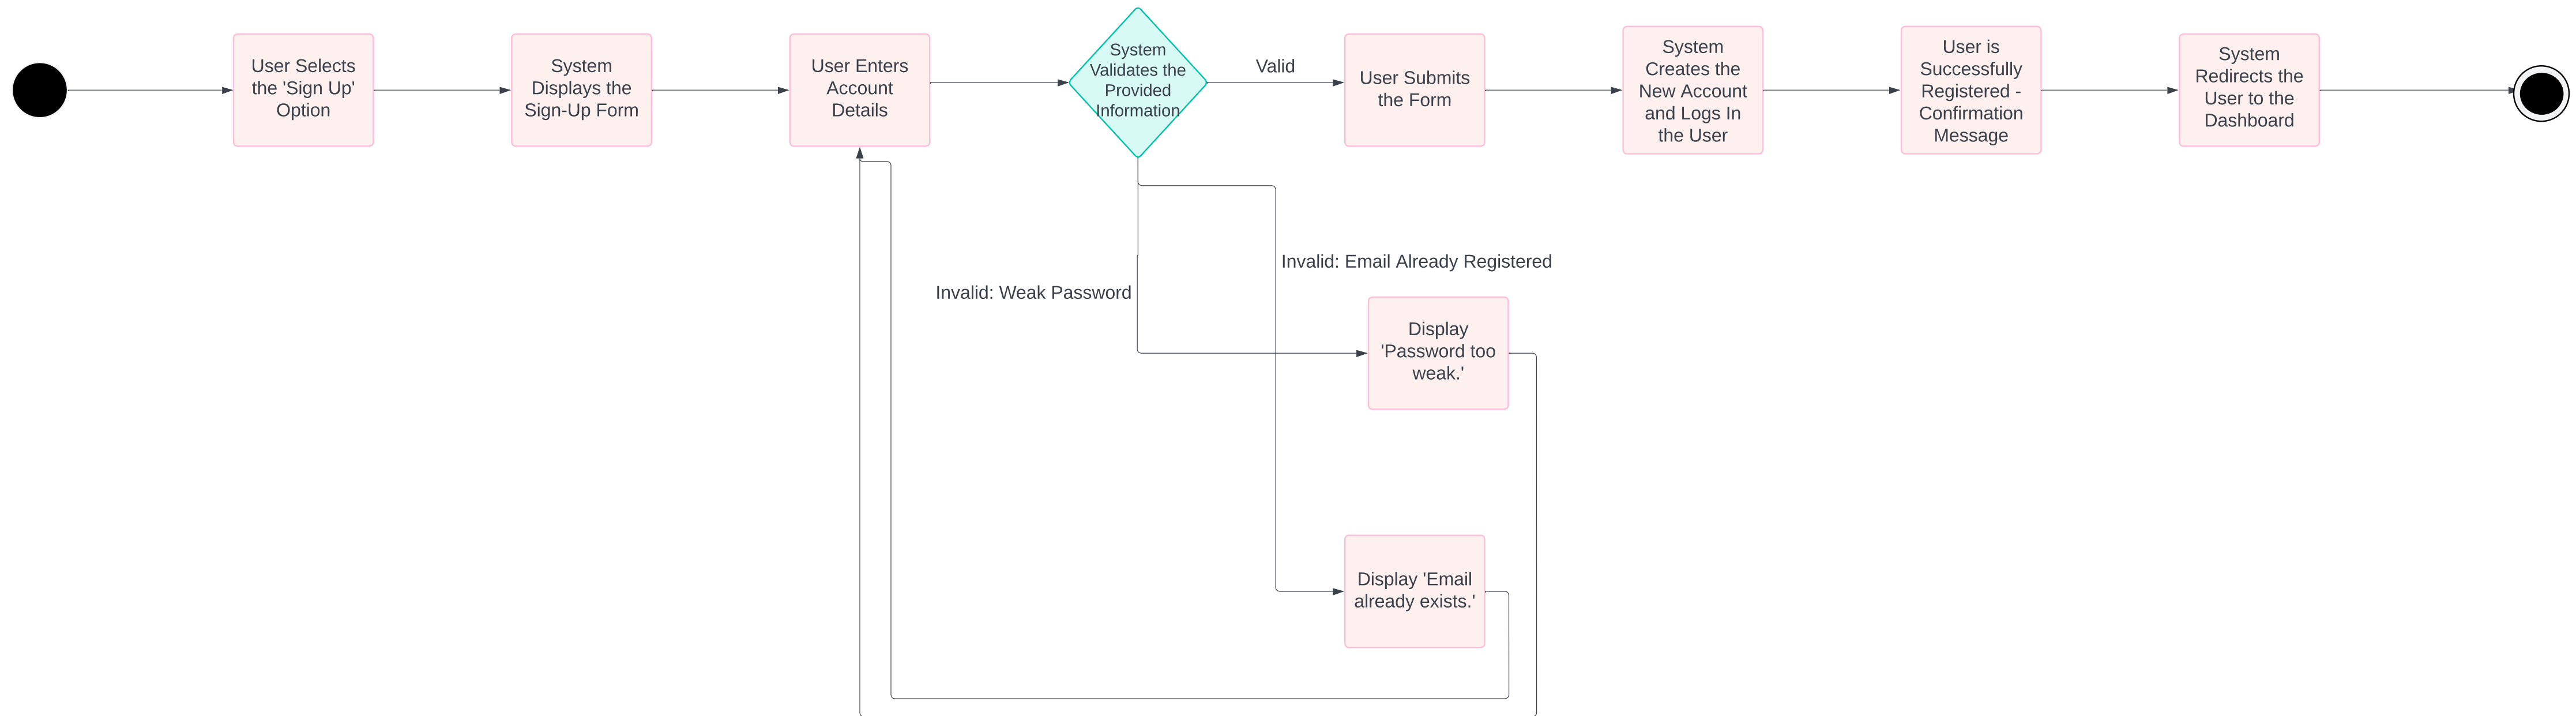 User Selects
the 'Sign Up'
Option
System
Displays the
Sign-Up Form
User Enters
Account
Details
System
Validates the
Provided
Information
Valid
User Submits
the Form
System
Creates the
New Account
and Logs In
the User
User is
Successfully
Registered -
Confirmation
Message
System
Redirects the
User to the
Dashboard
Invalid: Email Already Registered
Invalid: Weak Password
Display
'Password too
weak.'
Display 'Email
already exists.'